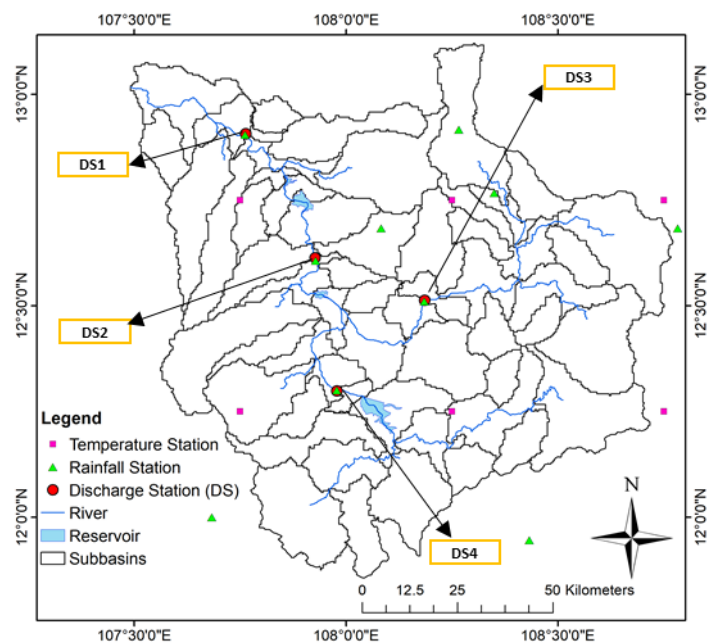 107°30'0"E 108°0'0"E 108°30'0"E
13°0'0"N
13°0'0"N
DS3
DS1
12°30'0"N
12°30'0"N
DS2
Legend
Temperature Station
Rainfall Station
Discharge Station (DS)
River
Reservoir
Subbasins
12°0'0"N
12°0'0"N
N
DS4
0 12.5 25 50 Kilometers
107°30'0"E 108°0'0"E 108°30'0"E